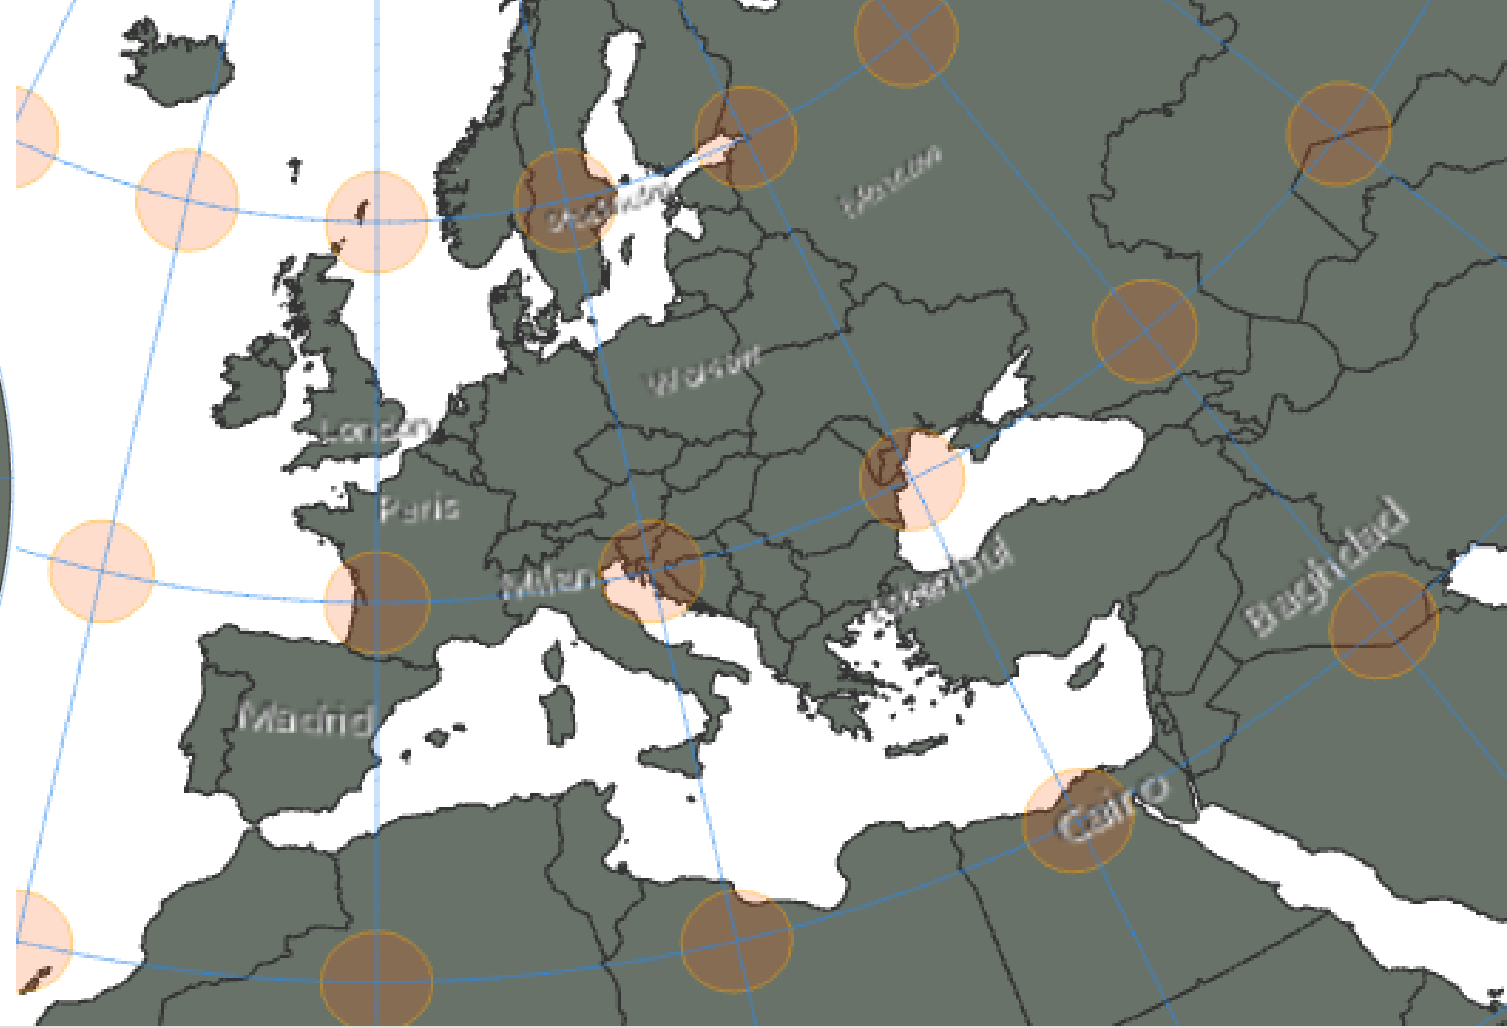 Stockholm
Moscow
Warsaw
London
Paris
Milan
Istanbul
Baghdad
Madrid
Cairo